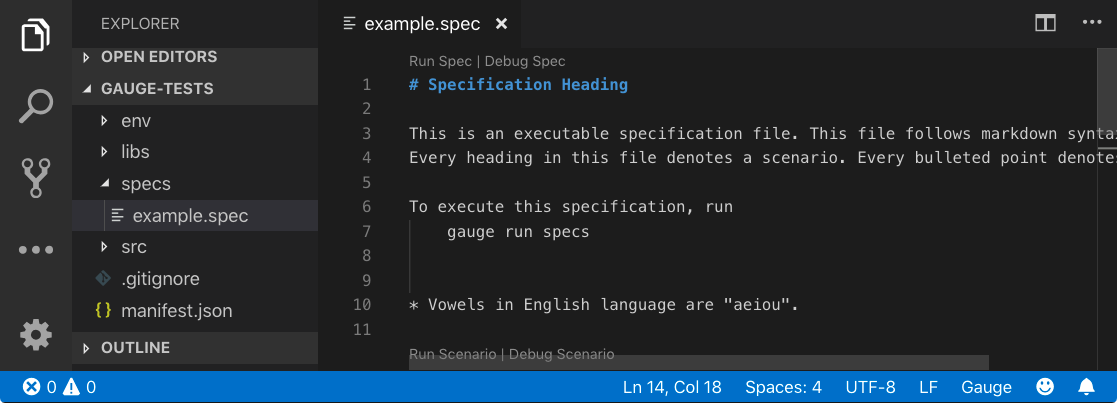 EXPLORER
OPEN EDITORS
GAUGE-TESTS
env
libs
specs
example.spec
src
.gitignore
{ } manifest.json
OUTLINE
example.spec ×
Run Spec | Debug Spec
1 # Specification Heading
2
3 This is an executable specification file. This file follows markdown synta
4 Every heading in this file denotes a scenario. Every bulleted point denotes
5
6 To execute this specification, run
7 gauge run specs
8
9
10 * Vowels in English language are "aeiou".
11
Run Scenario | Debug Scenario
0 0 Ln 14, Col 18 Spaces: 4 UTF-8 LF Gauge